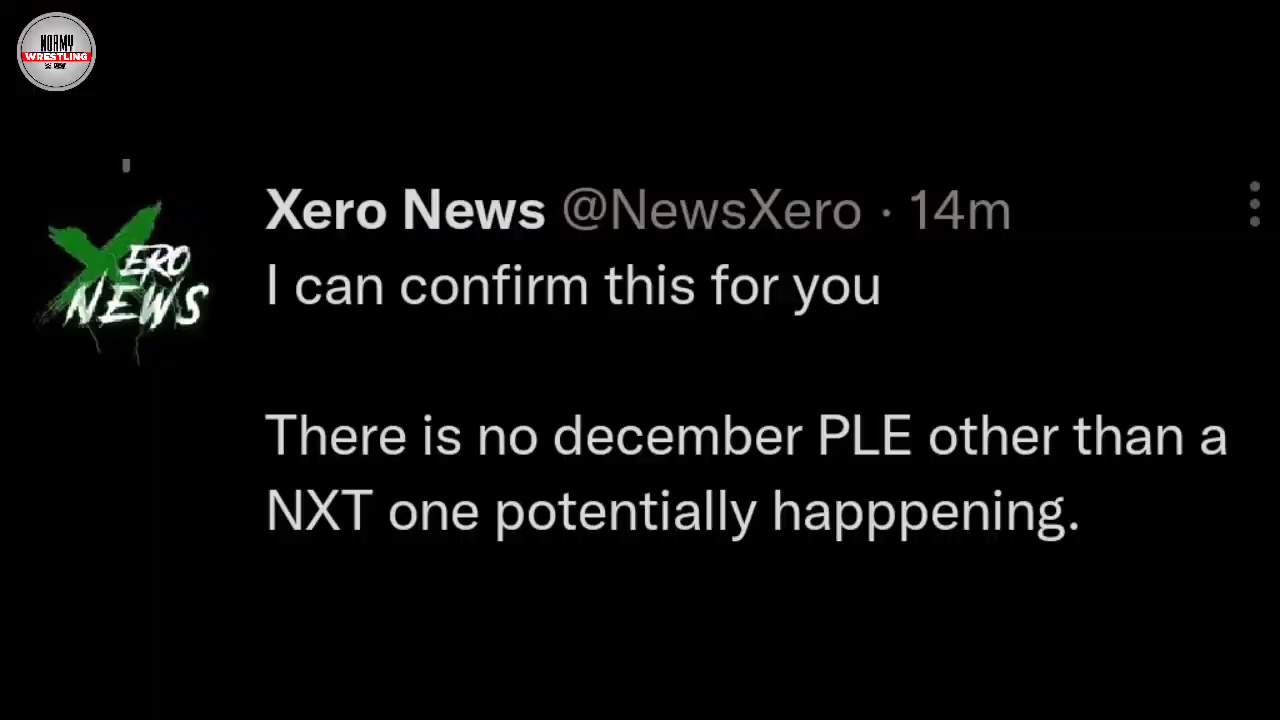 NORMY
WRESTLING
Xero News @NewsXero · 14m
XERO
NEWS
I can confirm this for you
There is no december PLE other than a
NXT one potentially happpening.